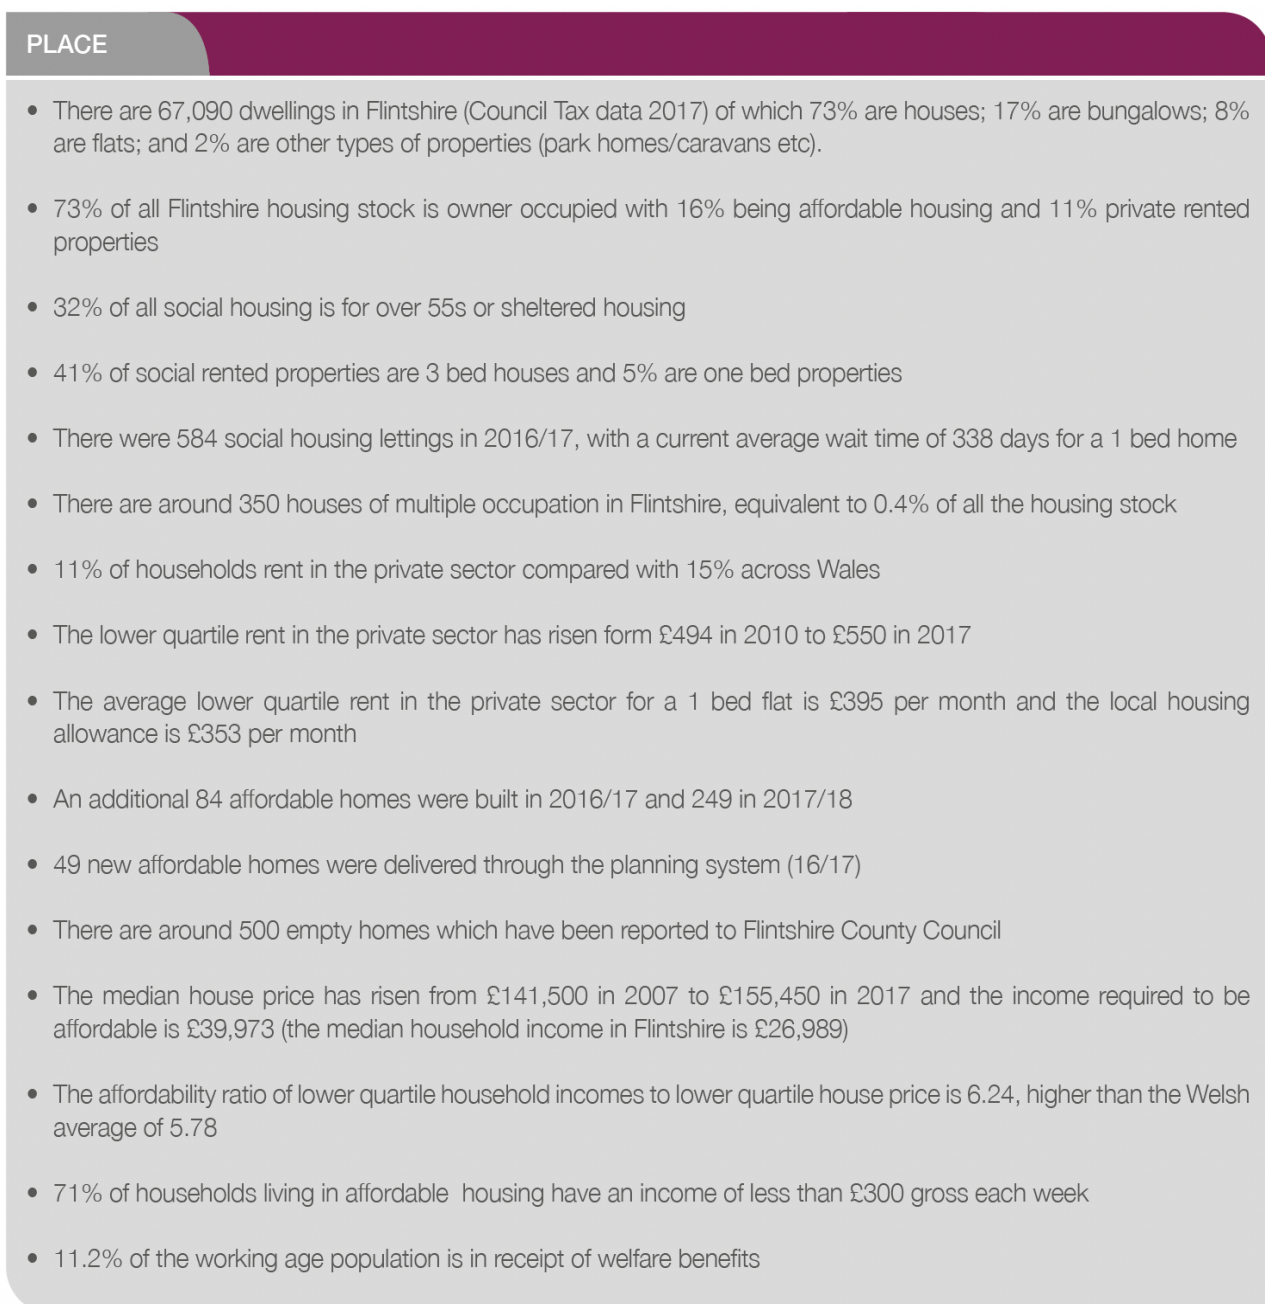 PLACE
• There are 67,090 dwellings in Flintshire (Council Tax data 2017) of which 73% are houses; 17% are bungalows; 8%
are flats; and 2% are other types of properties (park homes/caravans etc).
• 73% of all Flintshire housing stock is owner occupied with 16% being affordable housing and 11% private rented
properties
• 32% of all social housing is for over 55s or sheltered housing
• 41% of social rented properties are 3 bed houses and 5% are one bed properties
• There were 584 social housing lettings in 2016/17, with a current average wait time of 338 days for a 1 bed home
• There are around 350 houses of multiple occupation in Flintshire, equivalent to 0.4% of all the housing stock
• 11% of households rent in the private sector compared with 15% across Wales
• The lower quartile rent in the private sector has risen form £494 in 2010 to £550 in 2017
• The average lower quartile rent in the private sector for a 1 bed flat is £395 per month and the local housing
allowance is £353 per month
• An additional 84 affordable homes were built in 2016/17 and 249 in 2017/18
• 49 new affordable homes were delivered through the planning system (16/17)
• There are around 500 empty homes which have been reported to Flintshire County Council
• The median house price has risen from £141,500 in 2007 to £155,450 in 2017 and the income required to be
affordable is £39,973 (the median household income in Flintshire is £26,989)
• The affordability ratio of lower quartile household incomes to lower quartile house price is 6.24, higher than the Welsh
average of 5.78
• 71% of households living in affordable  housing have an income of less than £300 gross each week
• 11.2% of the working age population is in receipt of welfare benefits